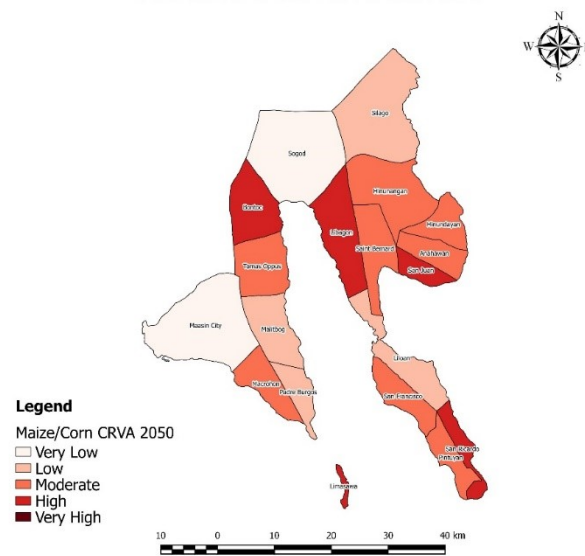 N
W
S
Silago
Sogod
Hinunangan
Bontoc
Libagon
Hinundayan
Saint Bernard
Anahawan
Tomas Oppus
San Juan
Maasin City
Malitbog
Liloan
Macrohon
Padre Burgos
San Francisco
San Ricardo
Pintuyan
Limasawa
Legend
Maize/Corn CRVA 2050
Very Low
Low
Moderate
High
Very High
10 0 10 20 30 40 km